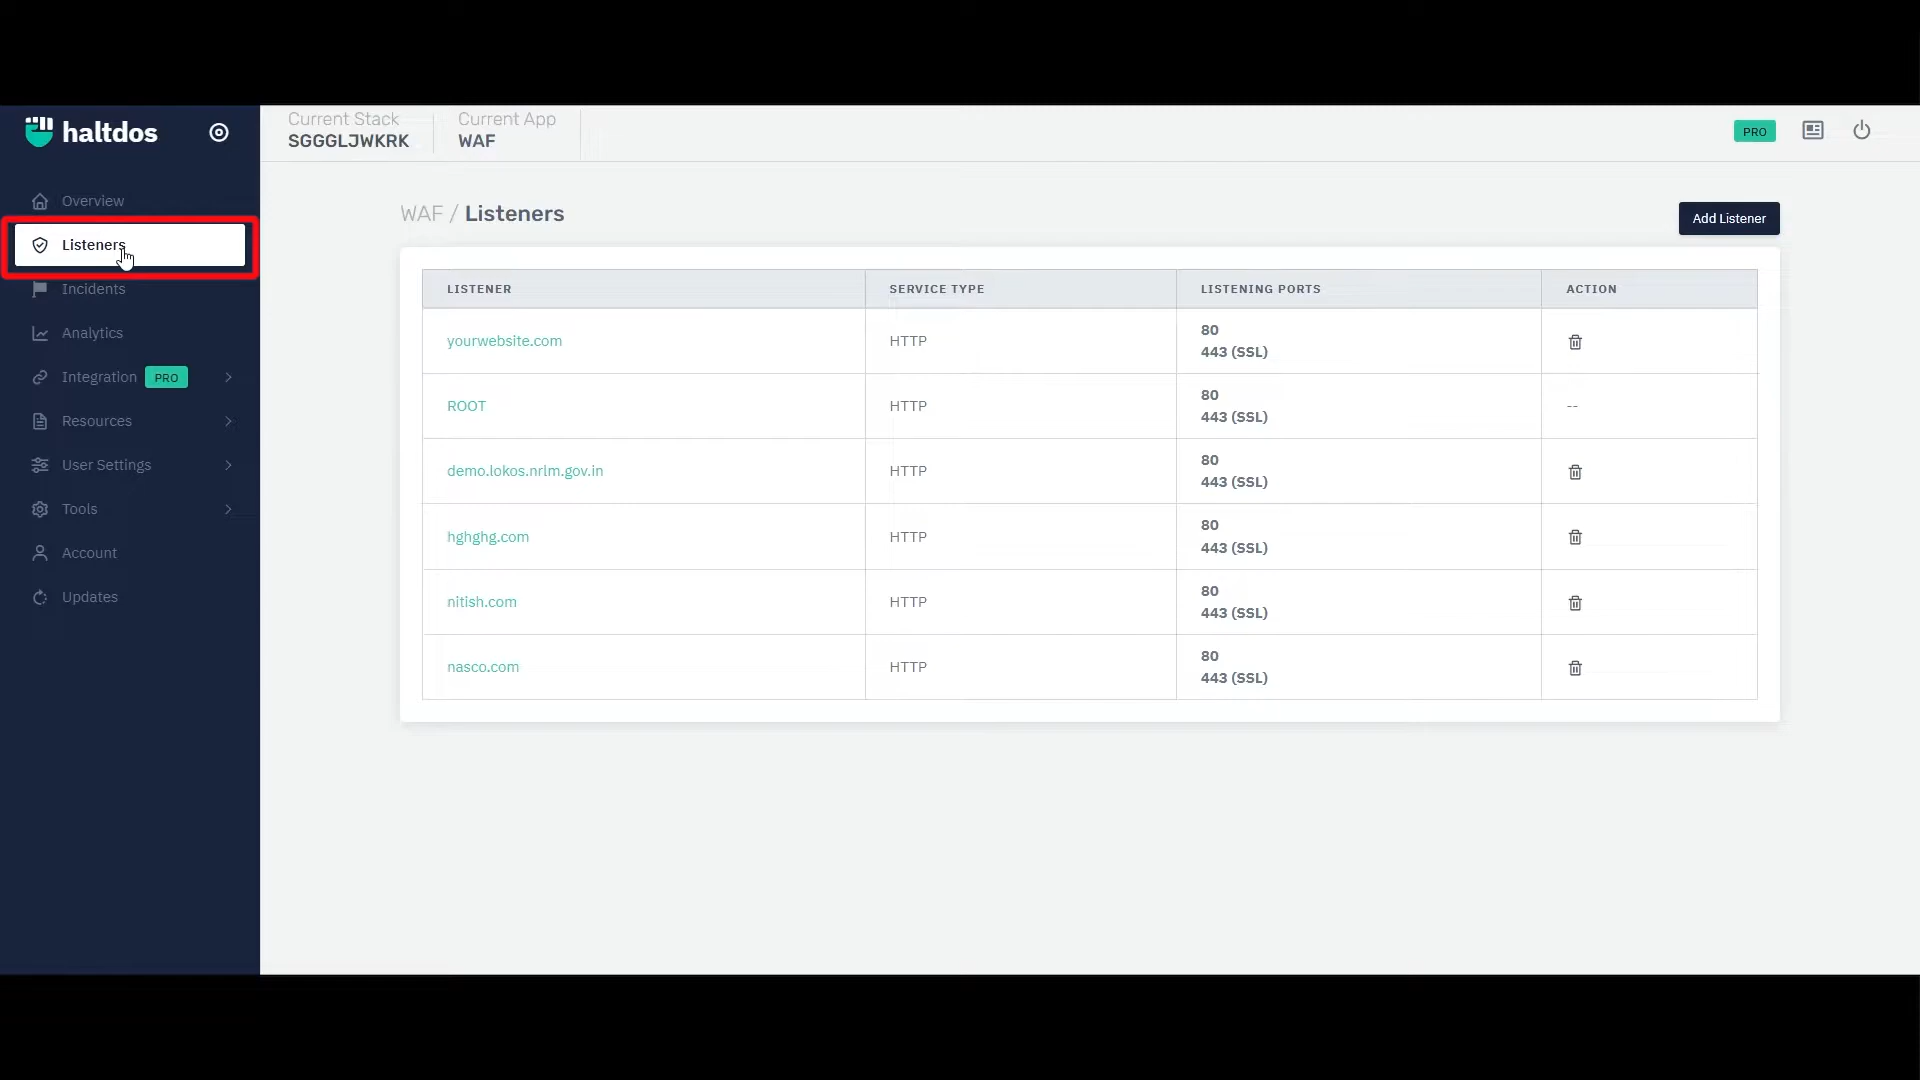 haltdos
Current Stack
SGGGLJWKRK
Current App
WAF
PRO
Overview
Listeners
Incidents
Analytics
Integration PRO
Resources
User Settings
Tools
Account
Updates
WAF / Listeners
Add Listener
LISTENER SERVICE TYPE LISTENING PORTS ACTION
yourwebsite.com HTTP 80
443 (SSL)
ROOT HTTP 80
443 (SSL) --
demo.lokos.nrlm.gov.in HTTP 80
443 (SSL)
hghghg.com HTTP 80
443 (SSL)
nitish.com HTTP 80
443 (SSL)
nasco.com HTTP 80
443 (SSL)